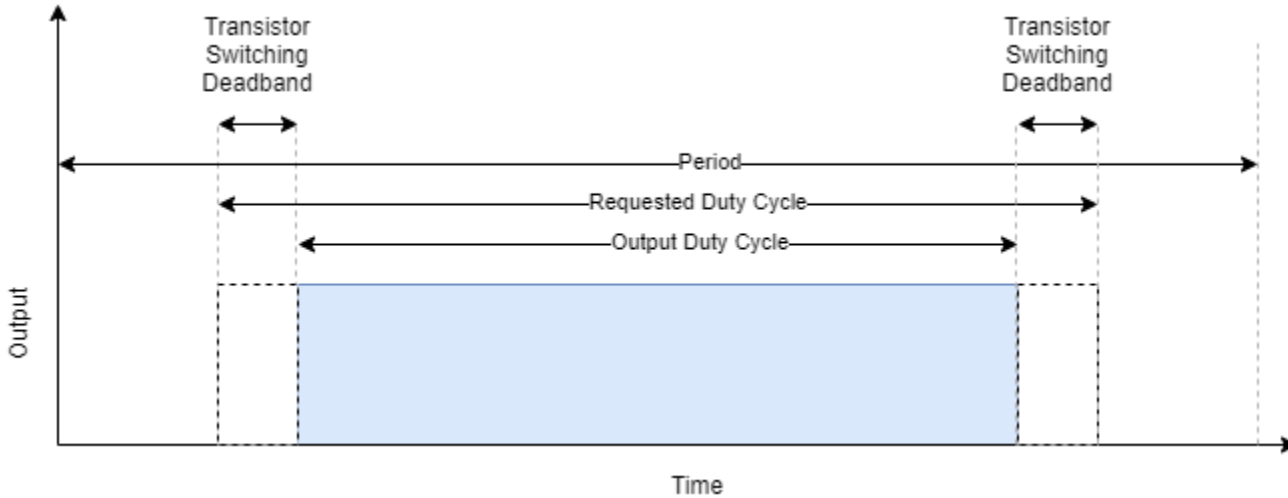 Transistor
Switching
Deadband
Transistor
Switching
Deadband
Period
Requested Duty Cycle
Output Duty Cycle
Output
Time